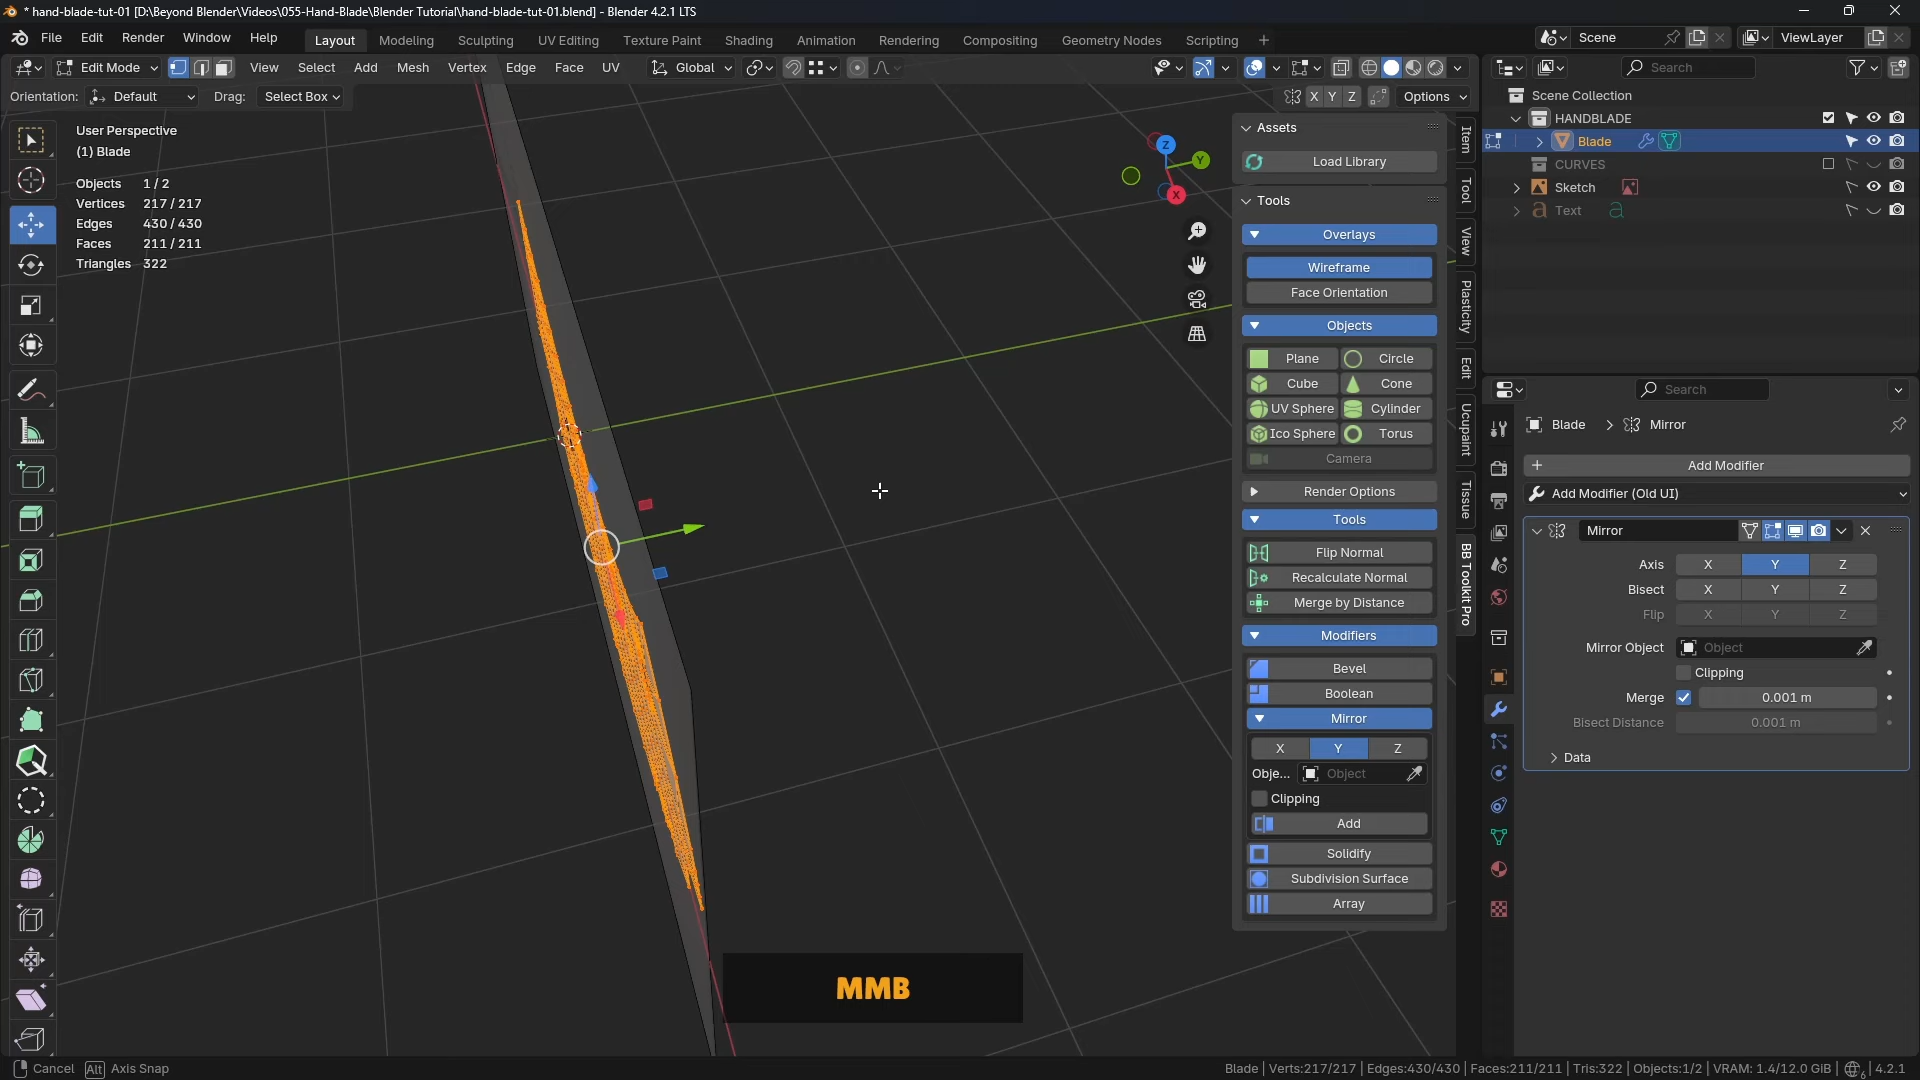 * hand-blade-tut-01 [D:\Beyond Blender\Videos\055-Hand-Blade\Blender Tutorial\hand-blade-tut-01.blend] - Blender 4.2.1 LTS
File Edit Render Window Help Layout Modeling Sculpting UV Editing Texture Paint Shading Animation Rendering Compositing Geometry Nodes Scripting + Scene ViewLayer
Edit Mode View Select Add Mesh Vertex Edge Face UV Global Search
Orientation: Default Drag: Select Box X Y Z Options
Scene Collection
HANDBLADE
Blade
CURVES
Sketch
Text
User Perspective
(1) Blade
Objects 1 / 2
Vertices 217 / 217
Edges 430 / 430
Faces 211 / 211
Triangles 322
Z
Y
X
Assets
Load Library
Tools
Overlays
Wireframe
Face Orientation
Objects
Plane Circle
Cube Cone
UV Sphere Cylinder
Ico Sphere Torus
Camera
Render Options
Tools
Flip Normal
Recalculate Normal
Merge by Distance
Modifiers
Bevel
Boolean
Mirror
X Y Z
Obje... Object
Clipping
Add
Solidify
Subdivision Surface
Array
Item
Tool
View
Plasticity
Edit
Ucupaint
Tissue
BB Toolkit Pro
Search
Blade > Mirror
+ Add Modifier
Add Modifier (Old UI)
Mirror
Axis X Y Z
Bisect X Y Z
Flip X Y Z
Mirror Object Object
Clipping
Merge 0.001 m
Bisect Distance 0.001 m
Data
MMB
Cancel Alt Axis Snap
Blade | Verts:217/217 | Edges:430/430 | Faces:211/211 | Tris:322 | Objects:1/2 | VRAM: 1.4/12.0 GiB | 4.2.1